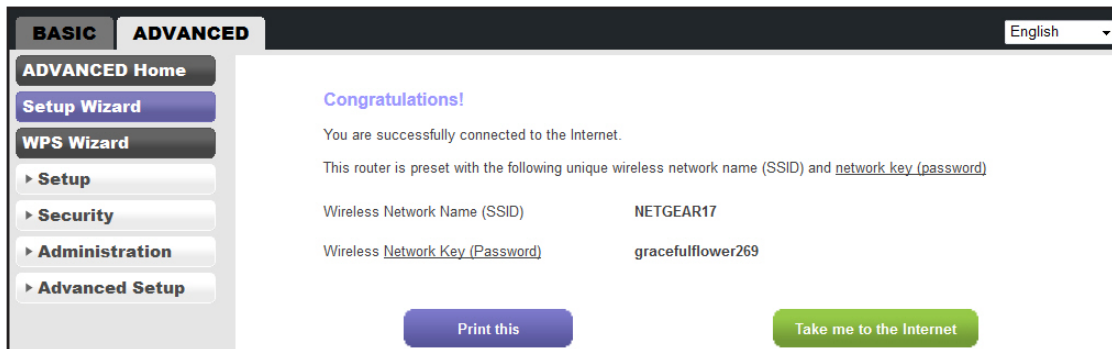 BASIC ADVANCED English
ADVANCED Home
Setup Wizard
WPS Wizard
Setup
Security
Administration
Advanced Setup
Congratulations!
You are successfully connected to the Internet.
This router is preset with the following unique wireless network name (SSID) and network key (password)
Wireless Network Name (SSID) NETGEAR17
Wireless Network Key (Password) gracefulflower269
Print this Take me to the Internet